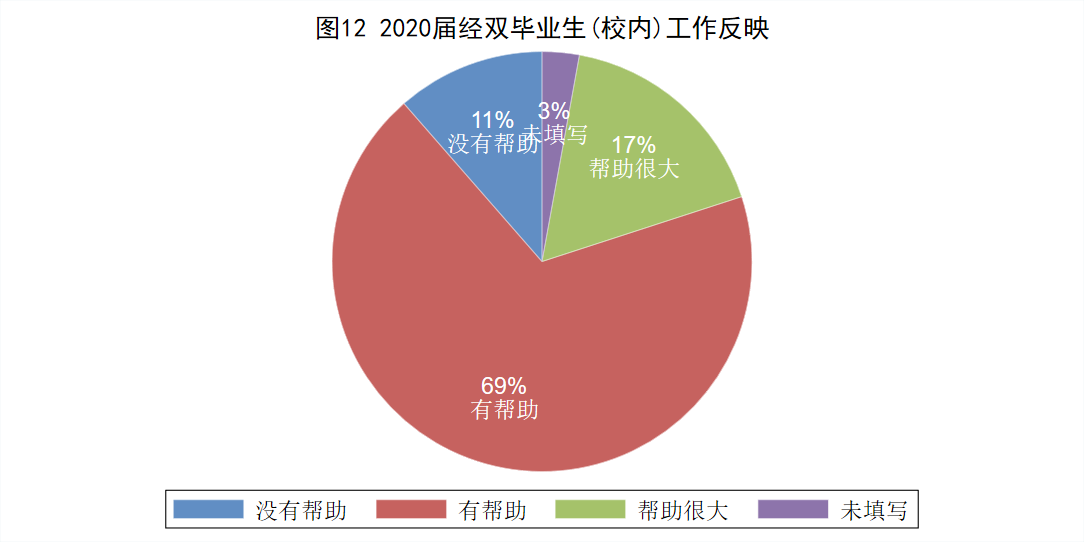 图12 2020届经双毕业生(校内)工作反映
11%
没有帮助
3%
未填写
17%
帮助很大
69%
有帮助
没有帮助 有帮助 帮助很大 未填写